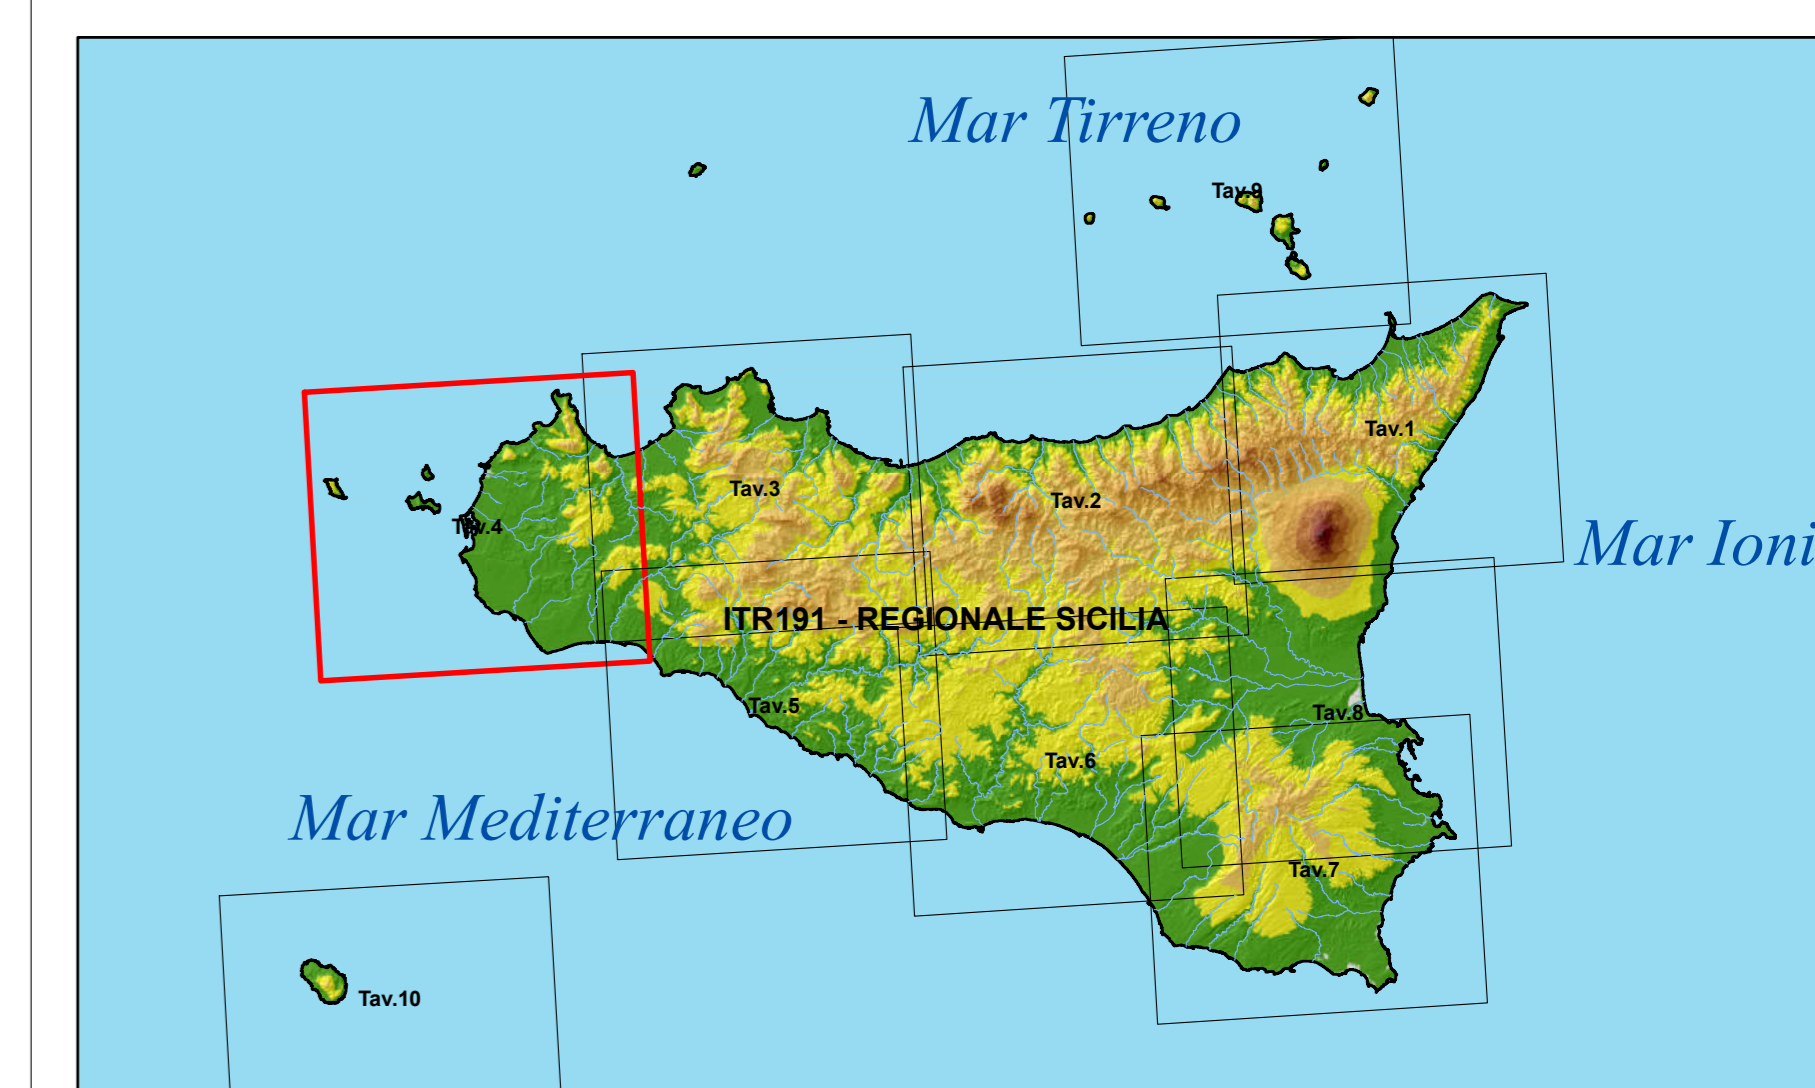 Mar Tirreno
Tav.9
Tav.1
Tav.3
Tav.2
Tav.4
Mar Ioni
ITR191 - REGIONALE SICILIA
Tav.5
Tav.8
Tav.6
Mar Mediterraneo
Tav.7
Tav.10